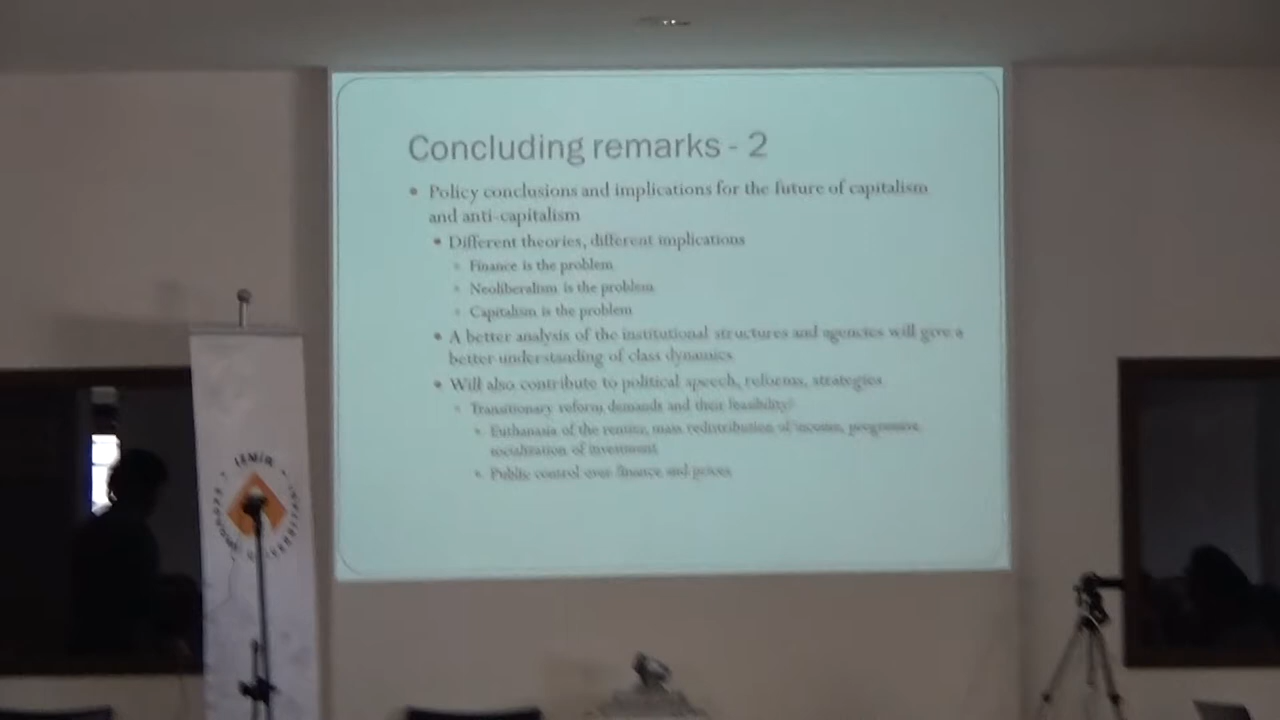 Concluding remarks - 2
• Policy conclusions and implications for the future of capitalism
and anti-capitalism
• Different theories, different implications
Finance is the problem
Neoliberalism is the problem
Capitalism is the problem
• A better analysis of the institutional structures and agencies will give a
better understanding of class dynamics
• Will also contribute to political speech, reforms, strategies
Transitionary reform demands and their feasibility?
Euthanasia of the rentier, mass redistribution of income, progressive
socialization of investment
Public control over finance and prices
İZMİR